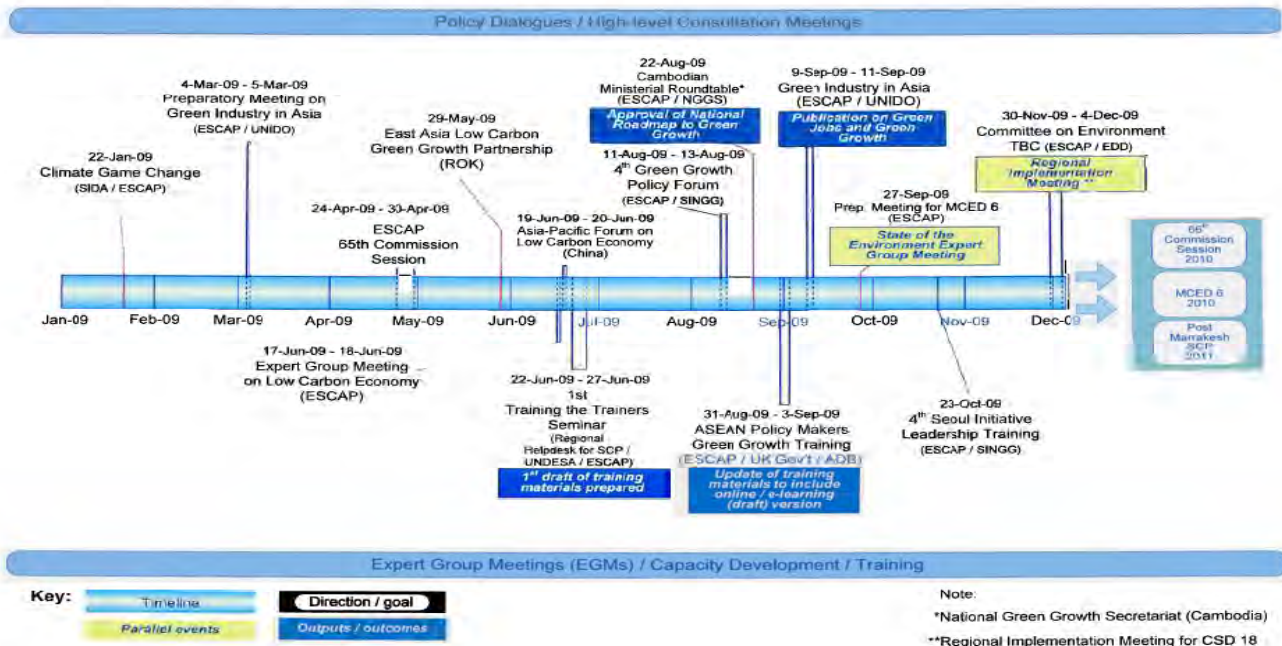 Policy Dialogues / High-level Consultation Meetings
22-Jan-09
Climate Game Change
(SIDA / ESCAP)
4-Mar-09 - 5-Mar-09
Preparatory Meeting on
Green Industry in Asia
(ESCAP / UNIDO)
24-Apr-09 - 30-Apr-09
ESCAP
65th Commission
Session
29-May-09
East Asia Low Carbon
Green Growth Partnership
(ROK)
19-Jun-09 - 20-Jun-09
Asia-Pacific Forum on
Low Carbon Economy
(China)
22-Aug-09
Cambodian
Ministerial Roundtable*
(ESCAP / NGGS)
Approval of National
Roadmap to Green
Growth
11-Aug-09 - 13-Aug-09
4th Green Growth
Policy Forum
(ESCAP / SINGG)
9-Sep-09 - 11-Sep-09
Green Industry in Asia
(ESCAP / UNIDO)
Publication on Green
Jobs and Green
Growth
27-Sep-09
Prep. Meeting for MCED 6
(ESCAP)
State of the
Environment Expert
Group Meeting
30-Nov-09 - 4-Dec-09
Committee on Environment
TBC (ESCAP / EDD)
Regional
Implementation
Meeting **
66th
Commission
Session
2010
MCED 6
2010
Post
Marrakesh
SCP
2011
Jan-09
Feb-09
Mar-09
Apr-09
May-09
Jun-09
Jul-09
Aug-09
Sep-09
Oct-09
Nov-09
Dec-09
17-Jun-09 - 18-Jun-09
Expert Group Meeting
on Low Carbon Economy
(ESCAP)
22-Jun-09 - 27-Jun-09
1st
Training the Trainers
Seminar
(Regional
Helpdesk for SCP /
UNDESA / ESCAP)
1st draft of training
materials prepared
31-Aug-09 - 3-Sep-09
ASEAN Policy Makers
Green Growth Training
(ESCAP / UK Gov't / ADB)
Update of training
materials to include
online / e-learning
(draft) version
23-Oct-09
4th Seoul Initiative
Leadership Training
(ESCAP / SINGG)
Expert Group Meetings (EGMs) / Capacity Development / Training
Key:
Timeline
Direction / goal
Parallel events
Outputs / outcomes
Note:
*National Green Growth Secretariat (Cambodia)
**Regional Implementation Meeting for CSD 18